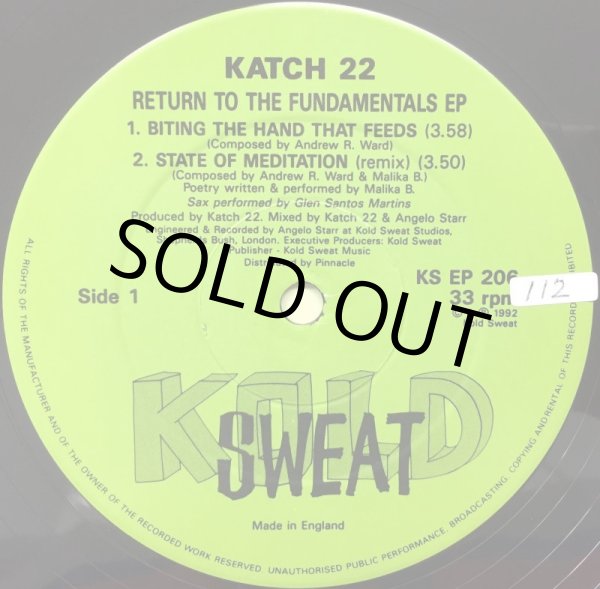 KATCH 22
RETURN TO THE FUNDAMENTALS EP
1. BITING THE HAND THAT FEEDS (3.58)
(Composed by Andrew R. Ward)
2. STATE OF MEDITATION (remix) (3.50)
(Composed by Andrew R. Ward & Malika B.)
Poetry written & performed by Malika B.
Sax performed by Glen Santos Martins
Produced by Katch 22. Mixed by Katch 22 & Angelo Starr
Engineered & Recorded by Angelo Starr at Kold Sweat Studios,
Shepherds Bush, London. Executive Producers: Kold Sweat
Publisher - Kold Sweat Music
Distributed by Pinnacle
Side 1
KS EP 206
33 rpm
1992
Kold Sweat
112
SOLD OUT
KOLD
SWEAT
Made in England
ALL RIGHTS OF THE MANUFACTURER AND OF THE OWNER OF THE RECORDED WORK RESERVED. UNAUTHORISED PUBLIC PERFORMANCE, BROADCASTING, COPYING AND RENTAL OF THIS RECORD PROHIBITED